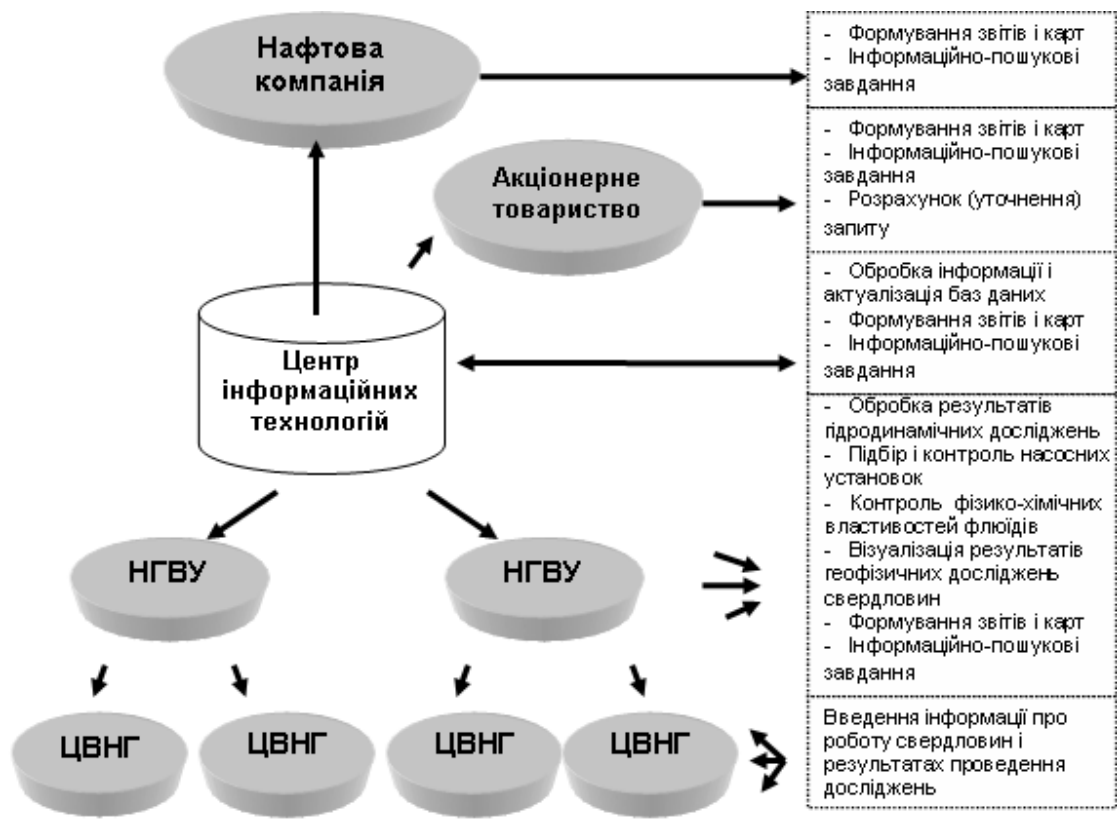 Нафтова
компанія
- Формування звітів і карт
- Інформаційно-пошукові
завдання
Акціонерне
товариство
- Формування звітів і карт
- Інформаційно-пошукові
завдання
- Розрахунок (уточнення)
запиту
Центр
інформаційних
технологій
- Обробка інформації і
актуалізація баз даних
- Формування звітів і карт
- Інформаційно-пошукові
завдання
НГВУ
НГВУ
- Обробка результатів
гідродинамічних досліджень
- Підбір і контроль насосних
установок
- Контроль фізико-хімічних
властивостей флюїдів
- Візуалізація результатів
геофізичних досліджень
свердловин
- Формування звітів і карт
- Інформаційно-пошукові
завдання
ЦВНГ
ЦВНГ
ЦВНГ
ЦВНГ
Введення інформації про
роботу свердловин і
результатах проведення
досліджень